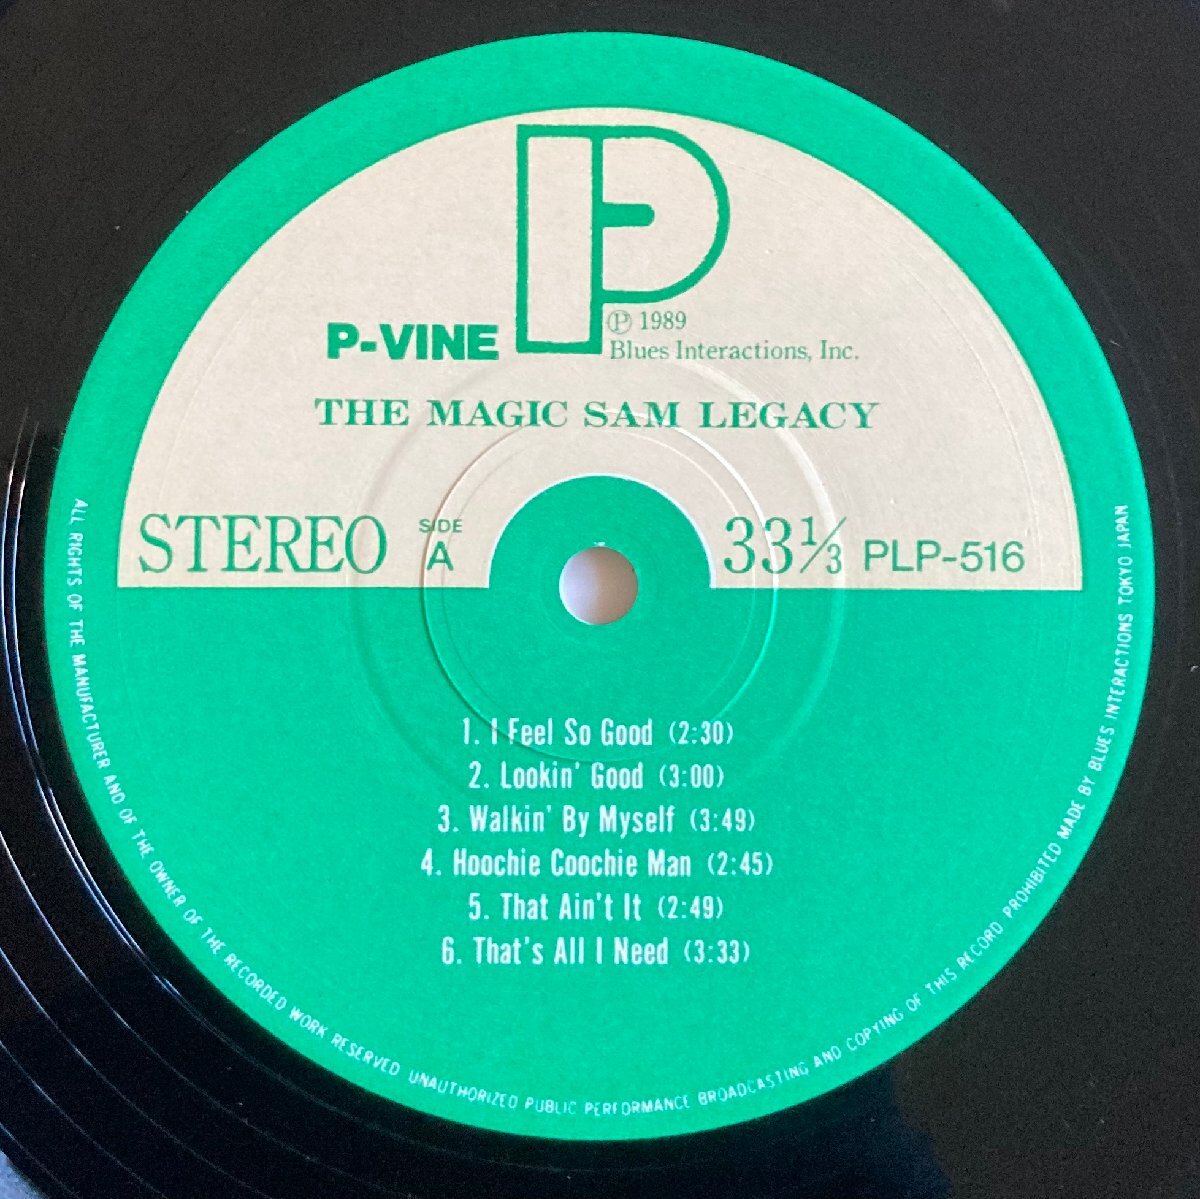 P
P-VINE
Ⓟ 1989
Blues Interactions, Inc.
THE MAGIC SAM LEGACY
STEREO SIDE A 33⅓ PLP-516
1. I Feel So Good (2:30)
2. Lookin' Good (3:00)
3. Walkin' By Myself (3:49)
4. Hoochie Coochie Man (2:45)
5. That Ain't It (2:49)
6. That's All I Need (3:33)
ALL RIGHTS OF THE MANUFACTURER AND OF THE OWNER OF THE RECORDED WORK RESERVED UNAUTHORIZED PUBLIC PERFORMANCE BROADCASTING AND COPYING OF THIS RECORD PROHIBITED MADE BY BLUES INTERACTIONS TOKYO JAPAN